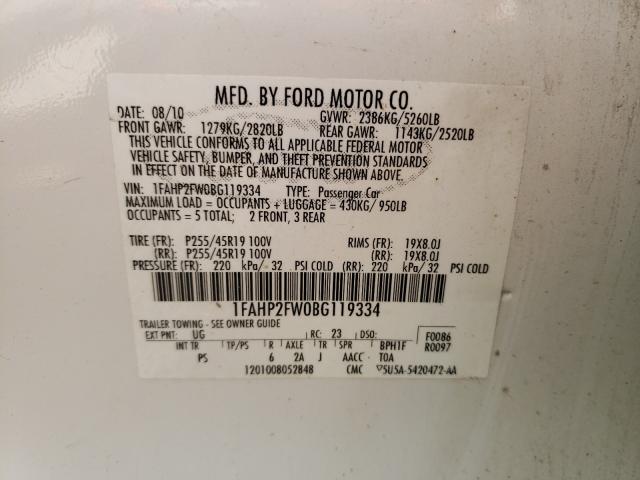 MFD. BY FORD MOTOR CO.
DATE: 08/10 GVWR: 2386KG/5260LB
FRONT GAWR: 1279KG/2820LB REAR GAWR: 1143KG/2520LB
THIS VEHICLE CONFORMS TO ALL APPLICABLE FEDERAL MOTOR
VEHICLE SAFETY, BUMPER, AND THEFT PREVENTION STANDARDS
IN EFFECT ON THE DATE OF MANUFACTURE SHOWN ABOVE.
VIN: 1FAHP2FW0BG119334 TYPE: Passenger Car
MAXIMUM LOAD = OCCUPANTS + LUGGAGE = 430KG/ 950LB
OCCUPANTS = 5 TOTAL; 2 FRONT, 3 REAR
TIRE (FR): P255/45R19 100V RIMS (FR): 19X8.0J
(RR): P255/45R19 100V (RR): 19X8.0J
PRESSURE (FR): 220 kPa/ 32 PSI COLD (RR): 220 kPa/ 32 PSI COLD
1FAHP2FW0BG119334
TRAILER TOWING - SEE OWNER GUIDE
EXT PNT: UG RC: 23 DSO: F0086
INT TR TP/PS R AXLE TR SPR BPH1F R0097
PS 6 2A J AACC TOA
1201008052848 CMC ▽5U5A-5420472-AA